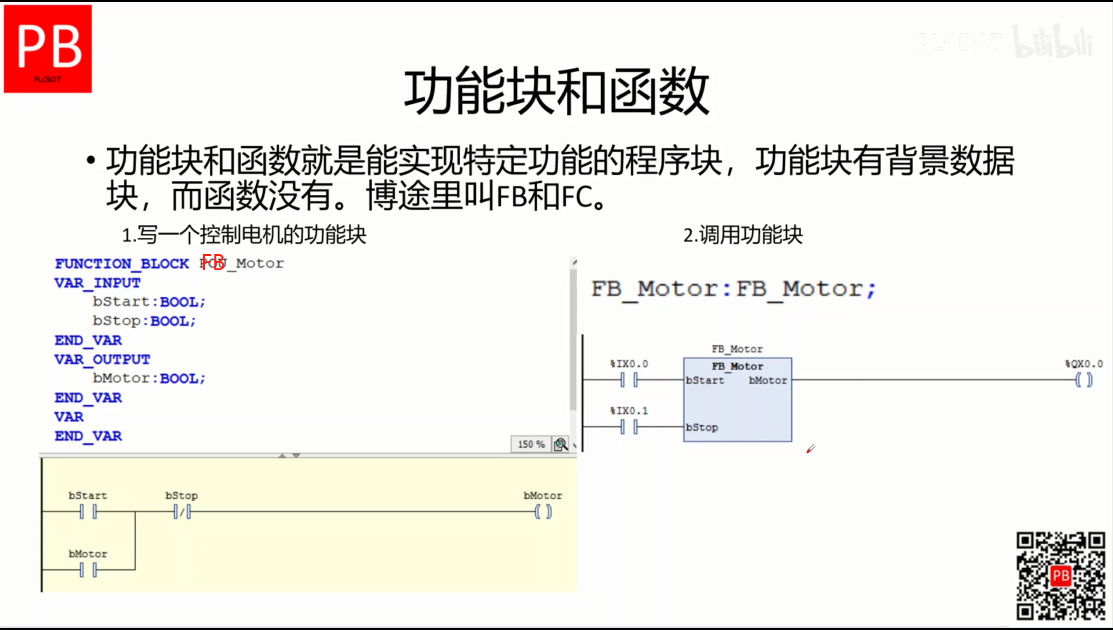 PB
PLCBOT
PLCBOT bilibili
功能块和函数
• 功能块和函数就是能实现特定功能的程序块，功能块有背景数据
块，而函数没有。博途里叫FB和FC。
1.写一个控制电机的功能块
2.调用功能块
FUNCTION_BLOCK FB_Motor
VAR_INPUT
bStart:BOOL;
bStop:BOOL;
END_VAR
VAR_OUTPUT
bMotor:BOOL;
END_VAR
VAR
END_VAR
150 %
bStart bStop bMotor
bMotor
FB_Motor:FB_Motor;
FB_Motor
%IX0.0 FB_Motor %QX0.0
bStart bMotor
%IX0.1
bStop
PB